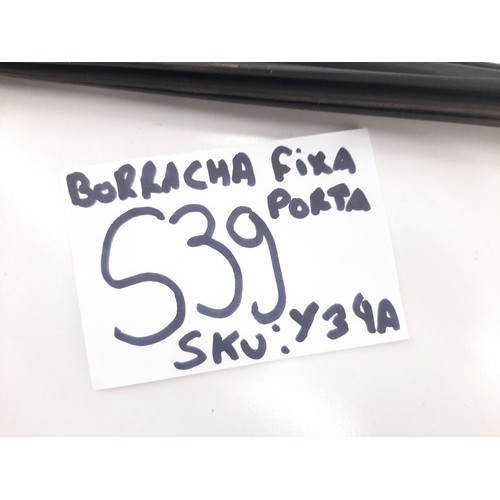 BORRACHA FIXA
PORTA
S39
SKU: Y39A